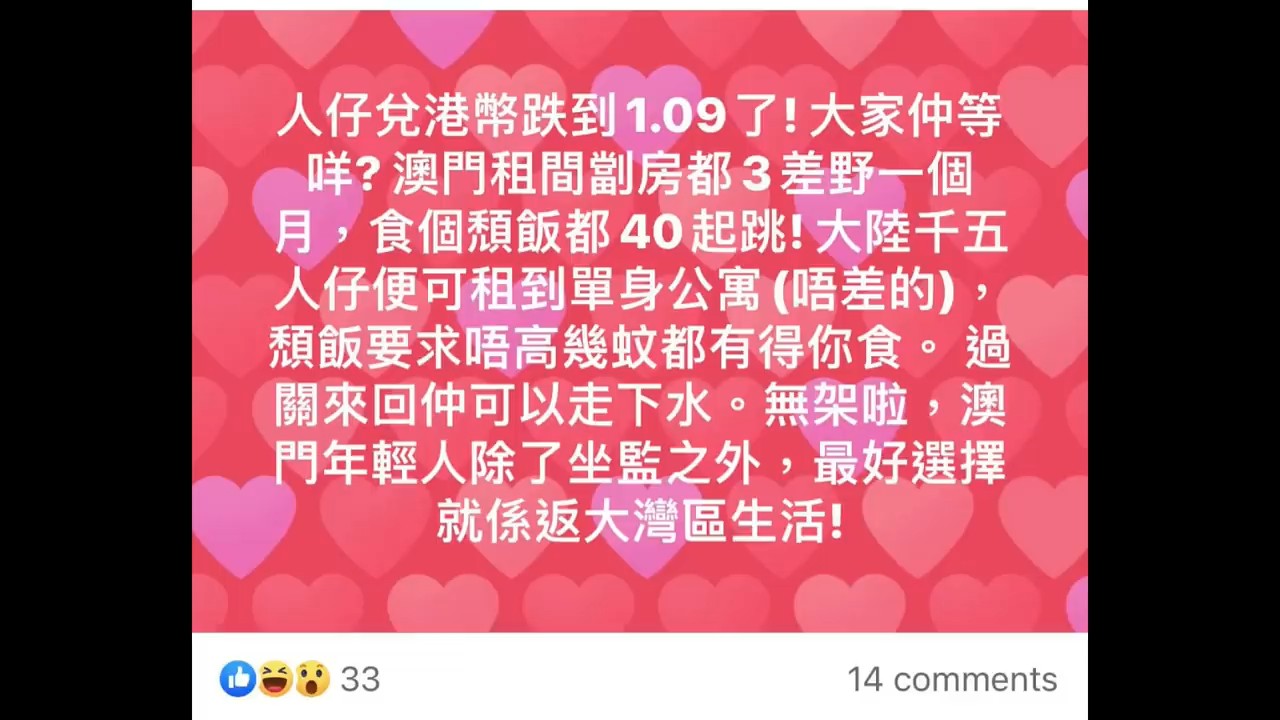 人仔兌港幣跌到1.09了! 大家仲等
咩? 澳門租間劏房都3差野一個
月，食個頹飯都40起跳! 大陸千五
人仔便可租到單身公寓(唔差的)，
頹飯要求唔高幾蚊都有得你食。 過
關來回仲可以走下水。無架啦，澳
門年輕人除了坐監之外，最好選擇
就係返大灣區生活!
33
14 comments